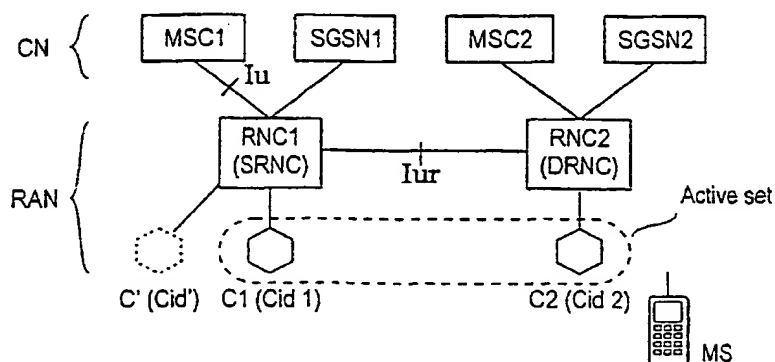 CN
MSC1
SGSN1
MSC2
SGSN2
Iu
RAN
RNC1
(SRNC)
RNC2
(DRNC)
Iur
Active set
C' (Cid')
C1 (Cid 1)
C2 (Cid 2)
MS